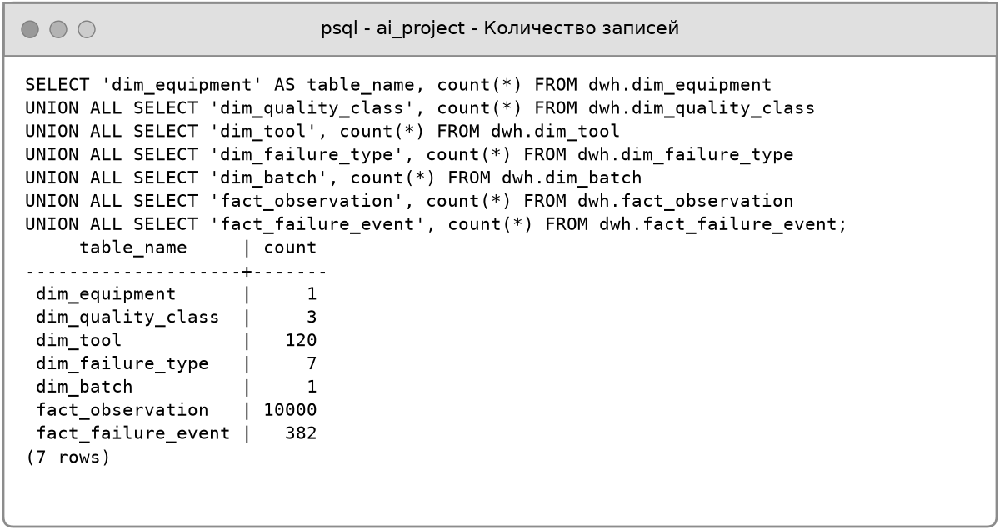 psql - ai_project - Количество записей
SELECT 'dim_equipment' AS table_name, count(*) FROM dwh.dim_equipment
UNION ALL SELECT 'dim_quality_class', count(*) FROM dwh.dim_quality_class
UNION ALL SELECT 'dim_tool', count(*) FROM dwh.dim_tool
UNION ALL SELECT 'dim_failure_type', count(*) FROM dwh.dim_failure_type
UNION ALL SELECT 'dim_batch', count(*) FROM dwh.dim_batch
UNION ALL SELECT 'fact_observation', count(*) FROM dwh.fact_observation
UNION ALL SELECT 'fact_failure_event', count(*) FROM dwh.fact_failure_event;
     table_name     | count
--------------------+-------
 dim_equipment      |     1
 dim_quality_class  |     3
 dim_tool           |   120
 dim_failure_type   |     7
 dim_batch          |     1
 fact_observation   | 10000
 fact_failure_event |   382
(7 rows)